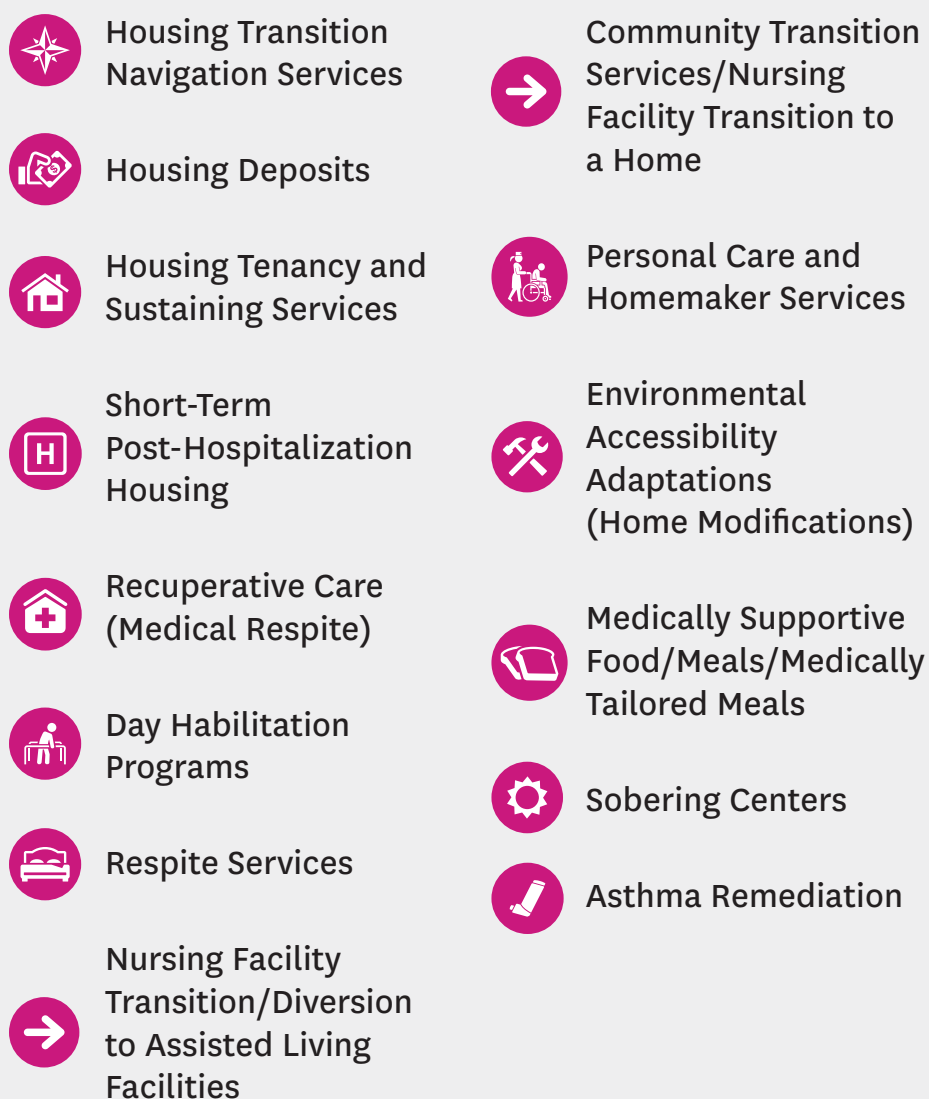 Housing Transition
Navigation Services
Housing Deposits
Housing Tenancy and
Sustaining Services
Short-Term
Post-Hospitalization
Housing
H
Recuperative Care
(Medical Respite)
Day Habilitation
Programs
Respite Services
Nursing Facility
Transition/Diversion
to Assisted Living
Facilities
Community Transition
Services/Nursing
Facility Transition to
a Home
Personal Care and
Homemaker Services
Environmental
Accessibility
Adaptations
(Home Modifications)
Medically Supportive
Food/Meals/Medically
Tailored Meals
Sobering Centers
Asthma Remediation